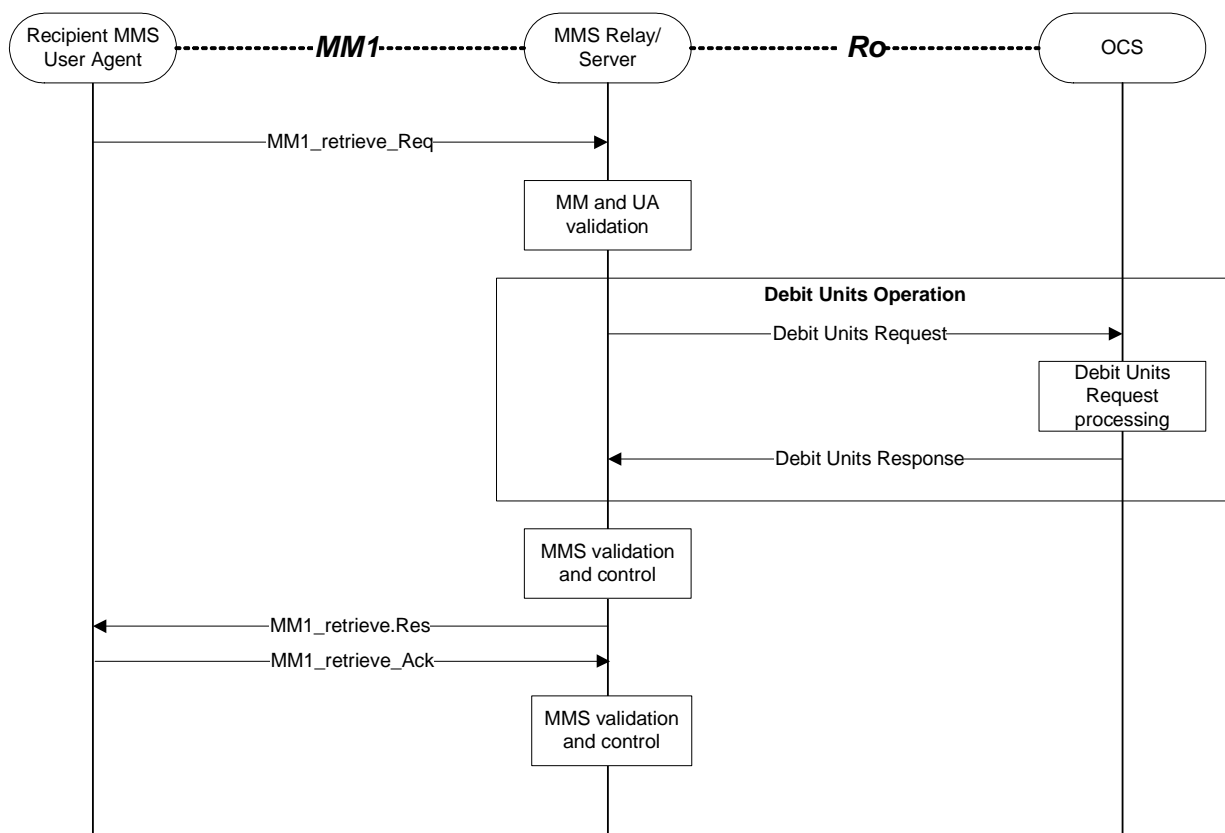 Recipient MMS
User Agent
MM1
MMS Relay/
Server
Ro
OCS
MM1_retrieve_Req
MM and UA
validation
Debit Units Operation
Debit Units Request
Debit Units
Request
processing
Debit Units Response
MMS validation
and control
MM1_retrieve.Res
MM1_retrieve_Ack
MMS validation
and control